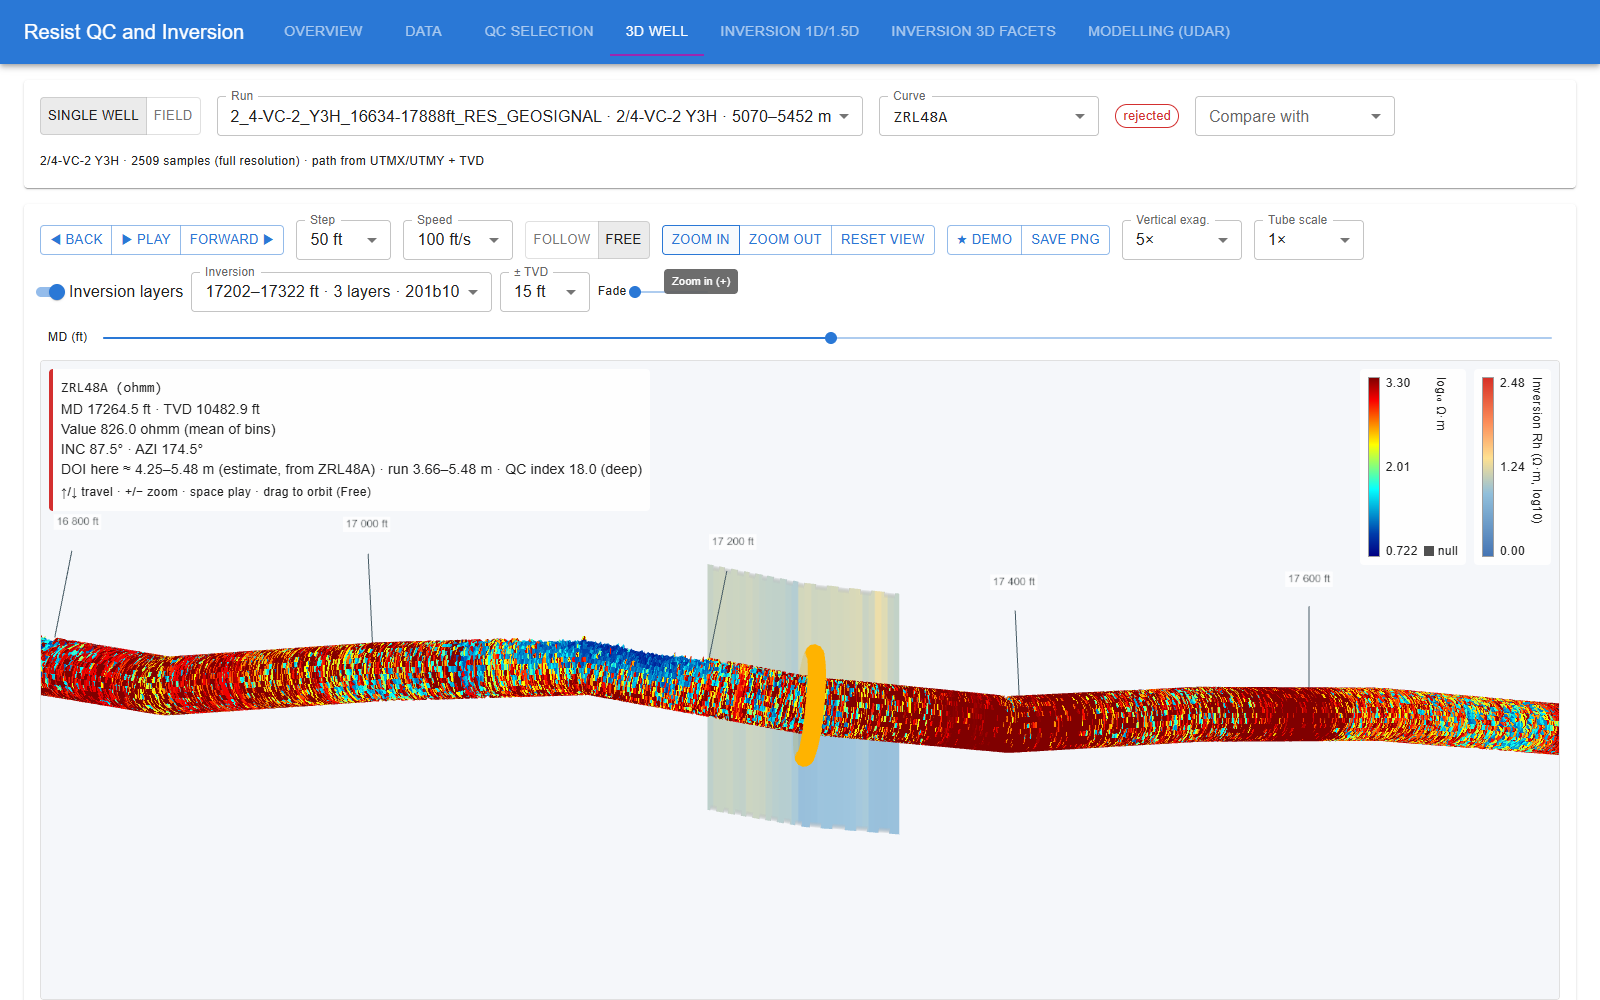 Resist QC and Inversion
OVERVIEW
DATA
QC SELECTION
3D WELL
INVERSION 1D/1.5D
INVERSION 3D FACETS
MODELLING (UDAR)
SINGLE WELL
FIELD
Run
2_4-VC-2_Y3H_16634-17888ft_RES_GEOSIGNAL · 2/4-VC-2 Y3H · 5070–5452 m
Curve
ZRL48A
rejected
Compare with
2/4-VC-2 Y3H · 2509 samples (full resolution) · path from UTMX/UTMY + TVD
◀ BACK
▶ PLAY
FORWARD ▶
Step
50 ft
Speed
100 ft/s
FOLLOW
FREE
ZOOM IN
ZOOM OUT
RESET VIEW
★ DEMO
SAVE PNG
Vertical exag.
5×
Tube scale
1×
Inversion layers
Inversion
17202–17322 ft · 3 layers · 201b10
± TVD
15 ft
Fade
Zoom in (+)
MD (ft)
ZRL48A (ohmm)
MD 17264.5 ft · TVD 10482.9 ft
Value 826.0 ohmm (mean of bins)
INC 87.5° · AZI 174.5°
DOI here ≈ 4.25–5.48 m (estimate, from ZRL48A) · run 3.66–5.48 m · QC index 18.0 (deep)
↑/↓ travel · +/− zoom · space play · drag to orbit (Free)
3.30
2.01
0.722
null
log₁₀ Ω·m
2.48
1.24
0.00
Inversion Rh (Ω·m, log10)
16 800 ft
17 000 ft
17 200 ft
17 400 ft
17 600 ft